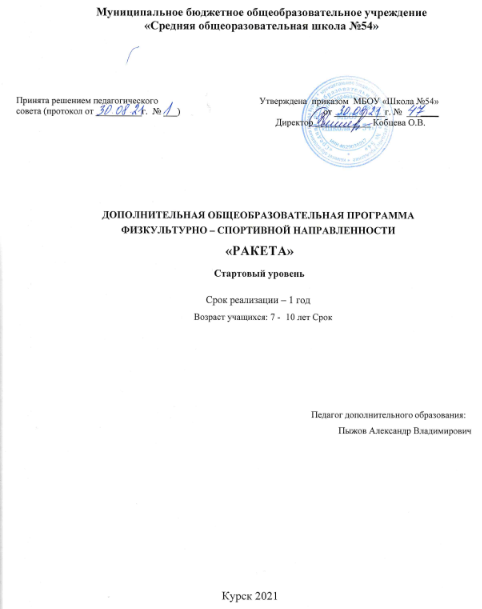 Муниципальное бюджетное общеобразовательное учреждение
«Средняя общеоразовательная школа №54»
Принята решением педагогического
совета (протокол от 30.08.21г. № 1)
Утверждена приказом МБОУ «Школа №54»
от 30.08.21 г. № 47
Директор Кобцева О.В.
ДОПОЛНИТЕЛЬНАЯ ОБЩЕОБРАЗОВАТЕЛЬНАЯ ПРОГРАММА
ФИЗКУЛЬТУРНО – СПОРТИВНОЙ НАПРАВЛЕННОСТИ
«РАКЕТА»
Стартовый уровень
Срок реализации – 1 год
Возраст учащихся: 7 - 10 лет Срок
Педагог дополнительного образования:
Пыжов Александр Владимирович
Курск 2021